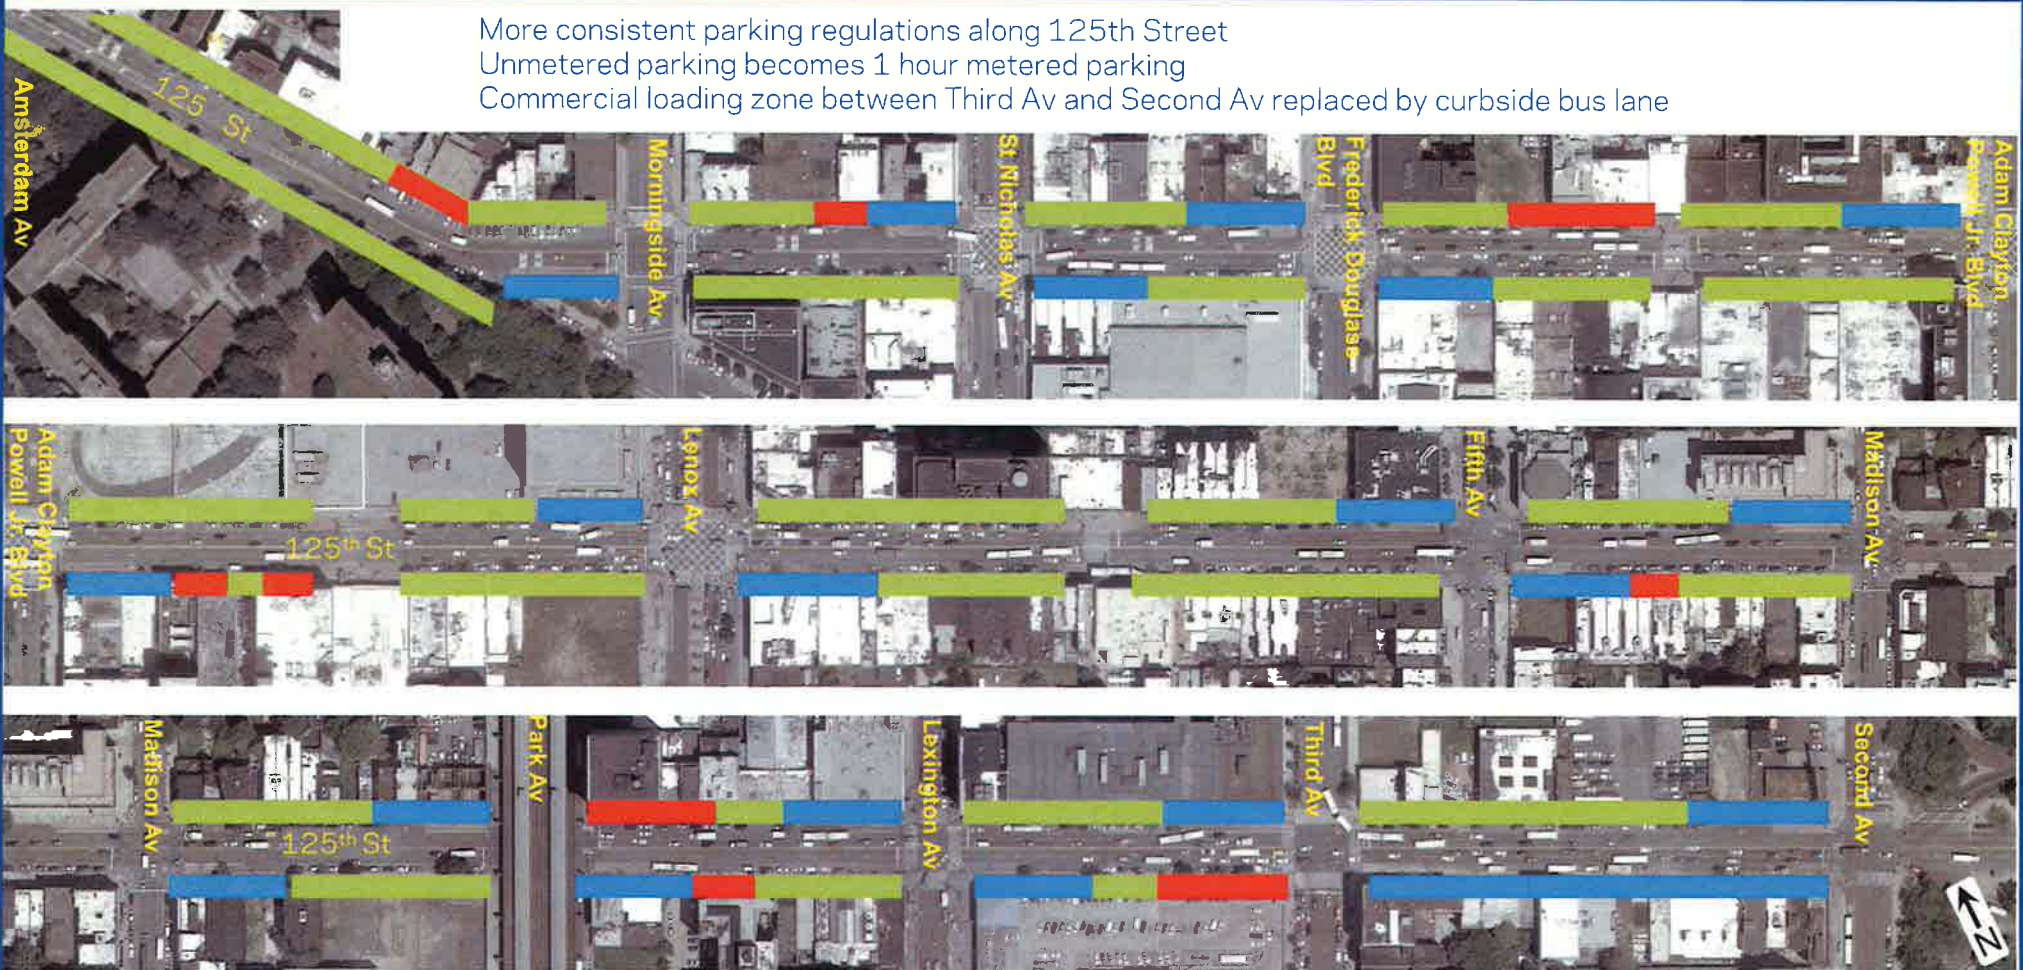 More consistent parking regulations along 125th Street
Unmetered parking becomes 1 hour metered parking
Commercial loading zone between Third Av and Second Av replaced by curbside bus lane
Amsterdam Av
125 St
Morningside Av
St Nicholas Av
Frederick Douglass
Blvd
Adam Clayton
Powell Jr Blvd
Adam Clayton
Powell Jr Blvd
125th St
Lenox Av
Fifth Av
Madison Av
Madison Av
125th St
Park Av
Lexington Av
Third Av
Second Av
N